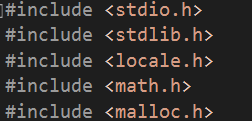 #include <stdio.h>
#include <stdlib.h>
#include <locale.h>
#include <math.h>
#include <malloc.h>